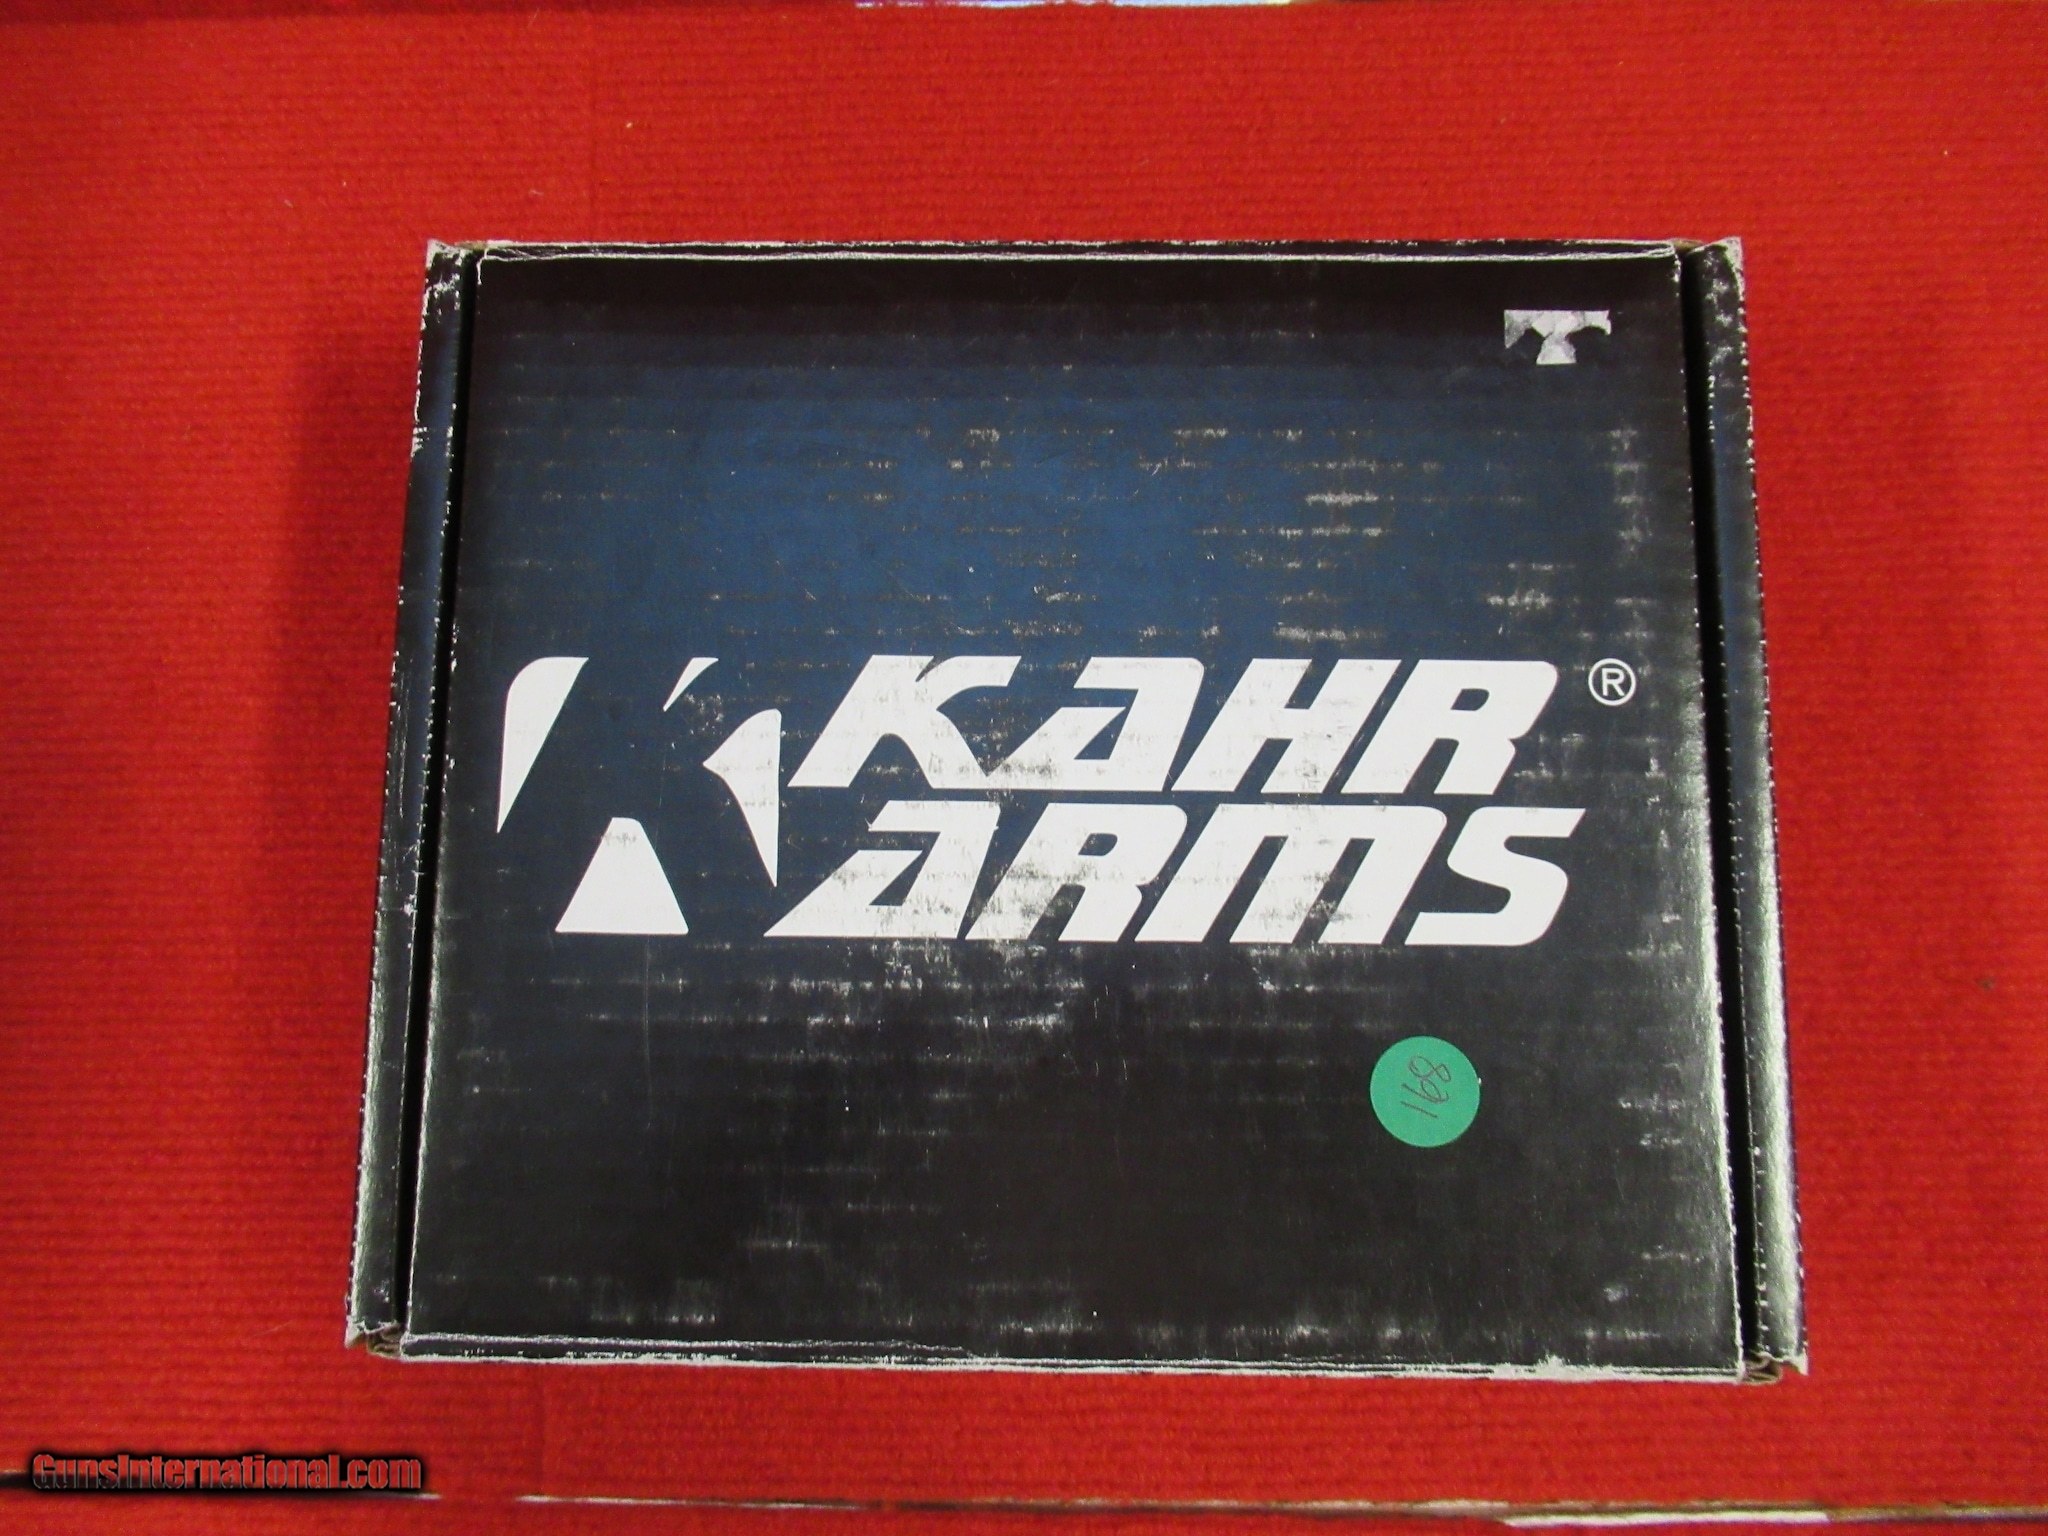 KAHR®
ARMS
168
GunsInternational.com